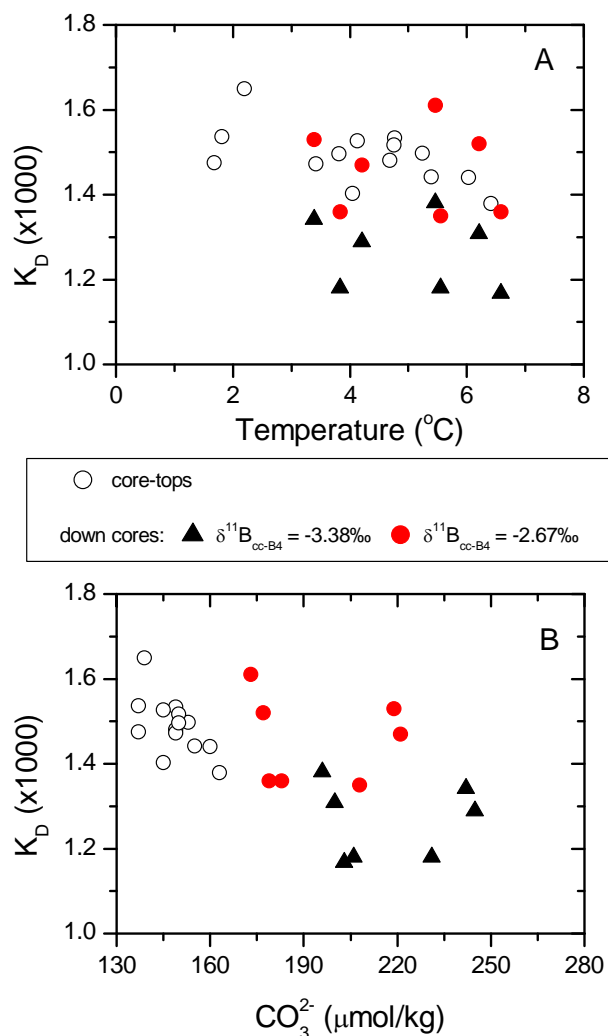 A
1.8
1.6
1.4
1.2
1.0
K_D (x1000)
0 2 4 6 8
Temperature (°C)
○ core-tops
down cores: ▲ δ¹¹B_cc-B4 = -3.38‰ ● δ¹¹B_cc-B4 = -2.67‰
B
1.8
1.6
1.4
1.2
1.0
K_D (x1000)
130 160 190 220 250 280
CO₃²⁻ (μmol/kg)